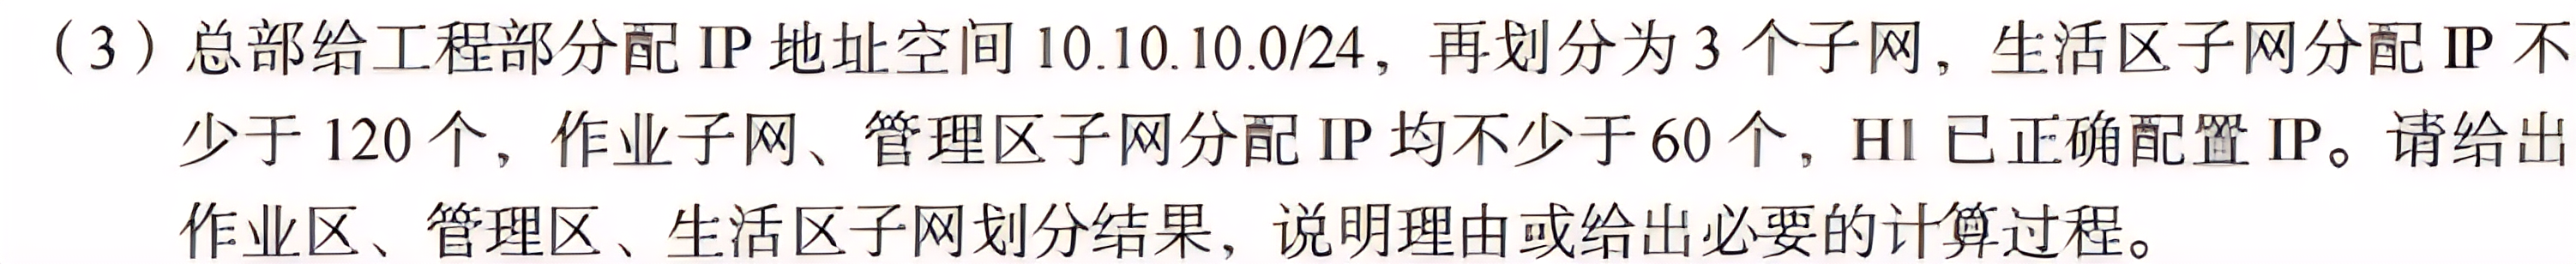 （3）总部给工程部分配 IP 地址空间 10.10.10.0/24，再划分为 3 个子网，生活区子网分配 IP 不
少于 120 个，作业子网、管理区子网分配 IP 均不少于 60 个，H1 已正确配置 IP。请给出
作业区、管理区、生活区子网划分结果，说明理由或给出必要的计算过程。